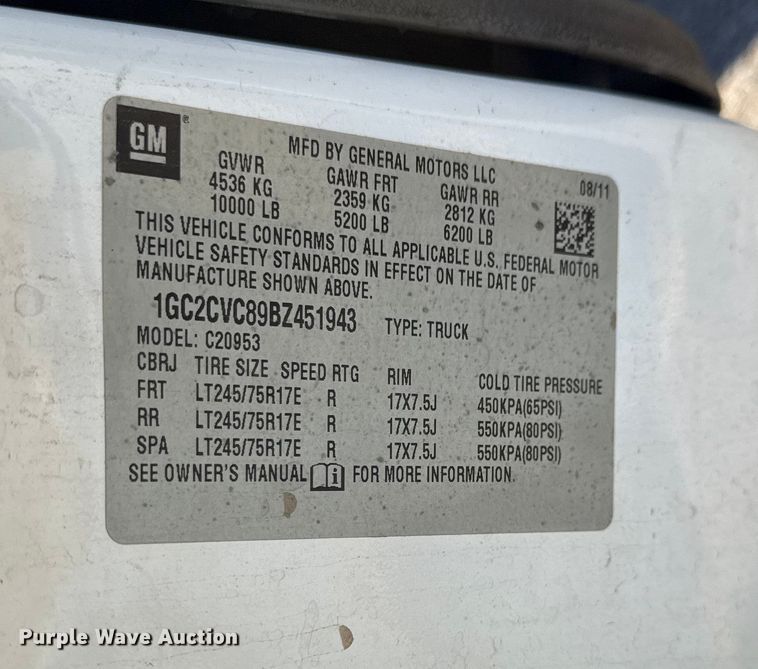 GM
MFD BY GENERAL MOTORS LLC
08/11
GVWR GAWR FRT GAWR RR
4536 KG 2359 KG 2812 KG
10000 LB 5200 LB 6200 LB
THIS VEHICLE CONFORMS TO ALL APPLICABLE U.S. FEDERAL MOTOR
VEHICLE SAFETY STANDARDS IN EFFECT ON THE DATE OF
MANUFACTURE SHOWN ABOVE.
1GC2CVC89BZ451943 TYPE: TRUCK
MODEL: C20953
CBRJ TIRE SIZE SPEED RTG RIM COLD TIRE PRESSURE
FRT LT245/75R17E R 17X7.5J 450KPA(65PSI)
RR LT245/75R17E R 17X7.5J 550KPA(80PSI)
SPA LT245/75R17E R 17X7.5J 550KPA(80PSI)
SEE OWNER'S MANUAL i FOR MORE INFORMATION.
Purple Wave Auction